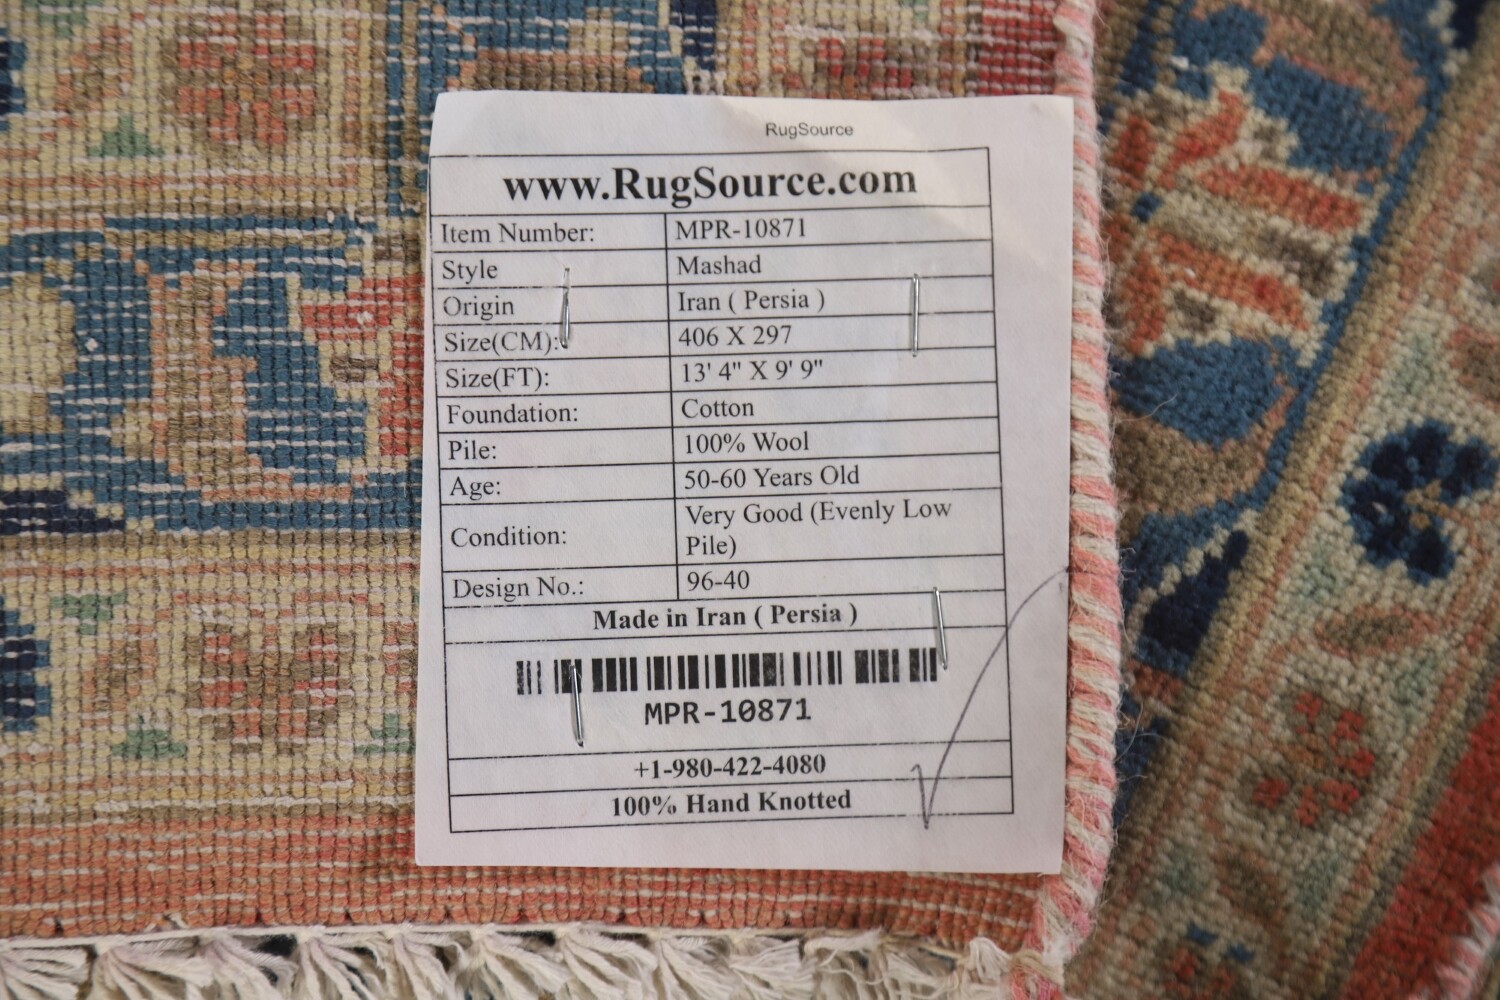 RugSource
www.RugSource.com
Item Number: MPR-10871
Style Mashad
Origin Iran ( Persia )
Size(CM): 406 X 297
Size(FT): 13' 4" X 9' 9"
Foundation: Cotton
Pile: 100% Wool
Age: 50-60 Years Old
Condition: Very Good (Evenly Low
Pile)
Design No.: 96-40
Made in Iran ( Persia )
MPR-10871
+1-980-422-4080
100% Hand Knotted